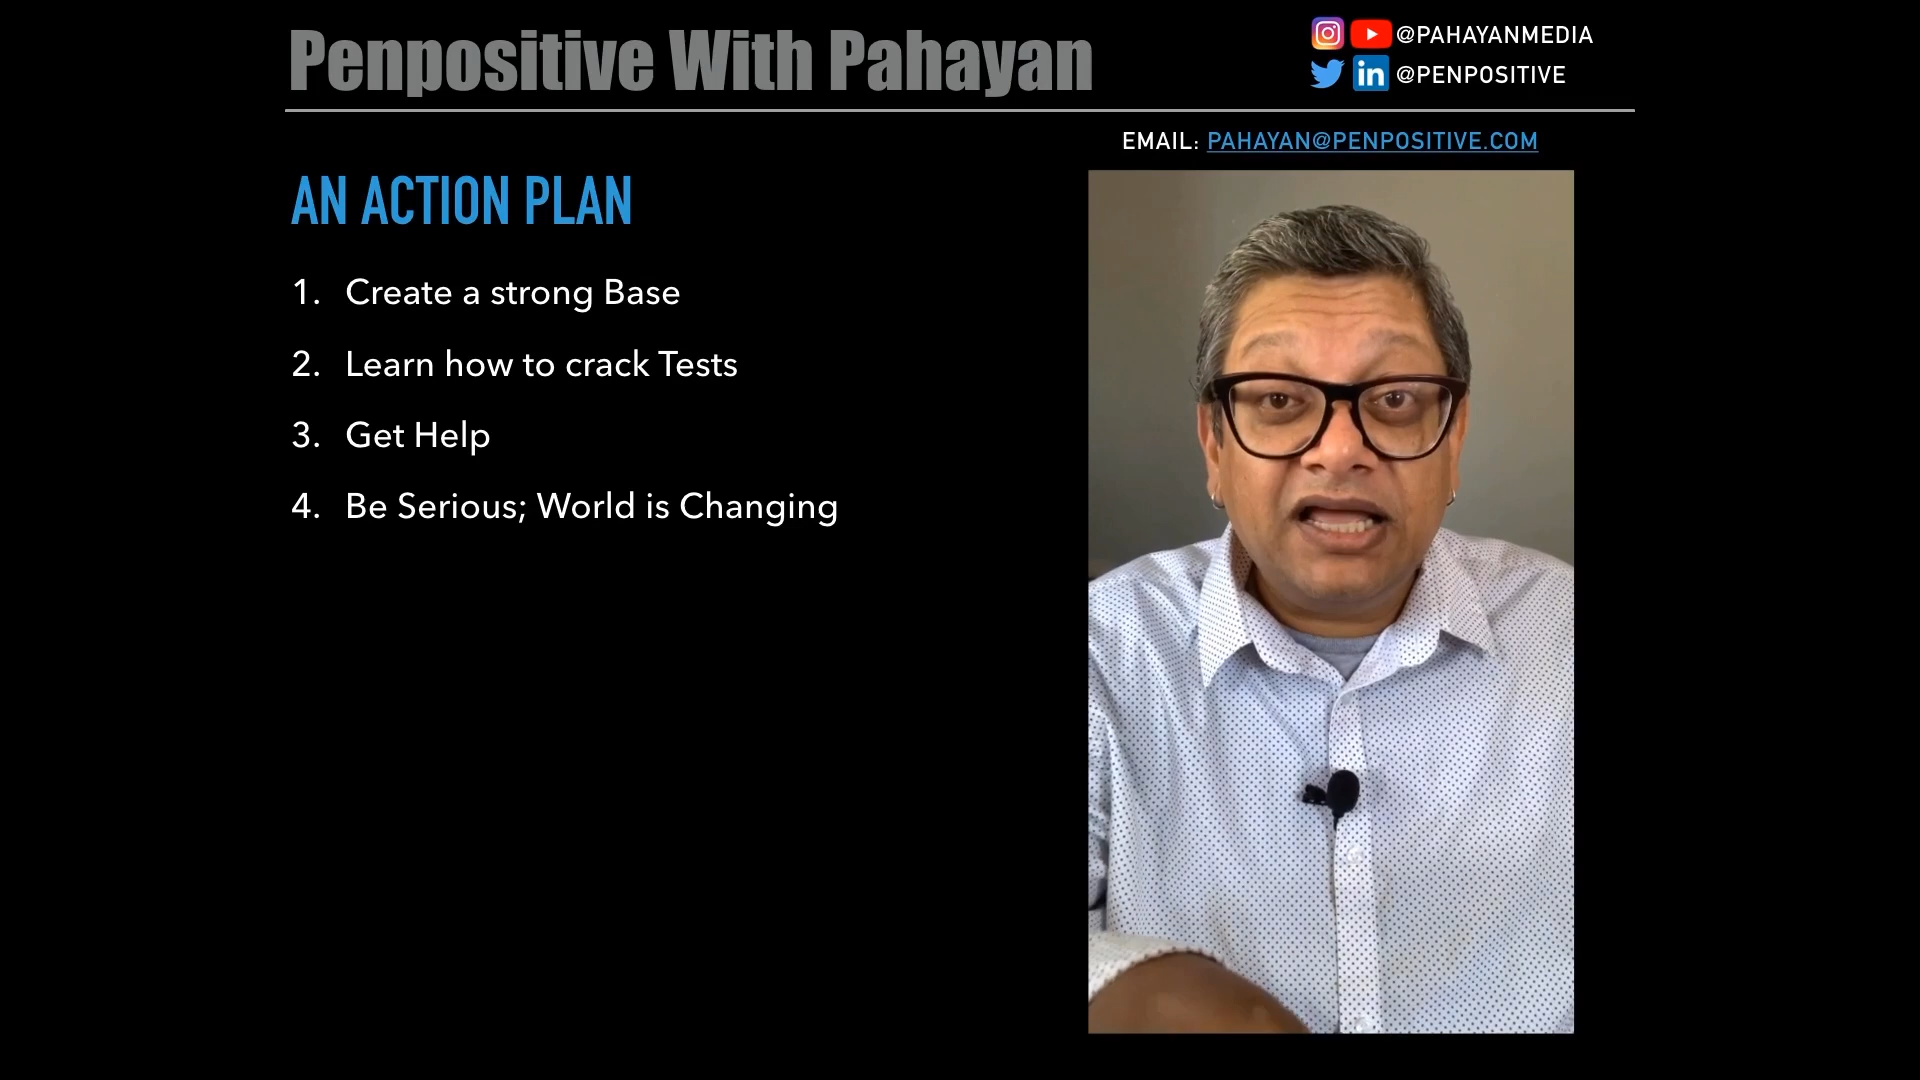 Penpositive With Pahayan
@PAHAYANMEDIA
@PENPOSITIVE
EMAIL: PAHAYAN@PENPOSITIVE.COM
AN ACTION PLAN
1. Create a strong Base
2. Learn how to crack Tests
3. Get Help
4. Be Serious; World is Changing